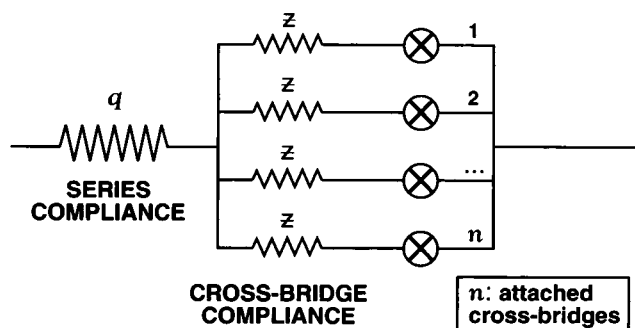 z
1
q
z
2
z
...
SERIES
COMPLIANCE
z
n
CROSS-BRIDGE
COMPLIANCE
n: attached
cross-bridges